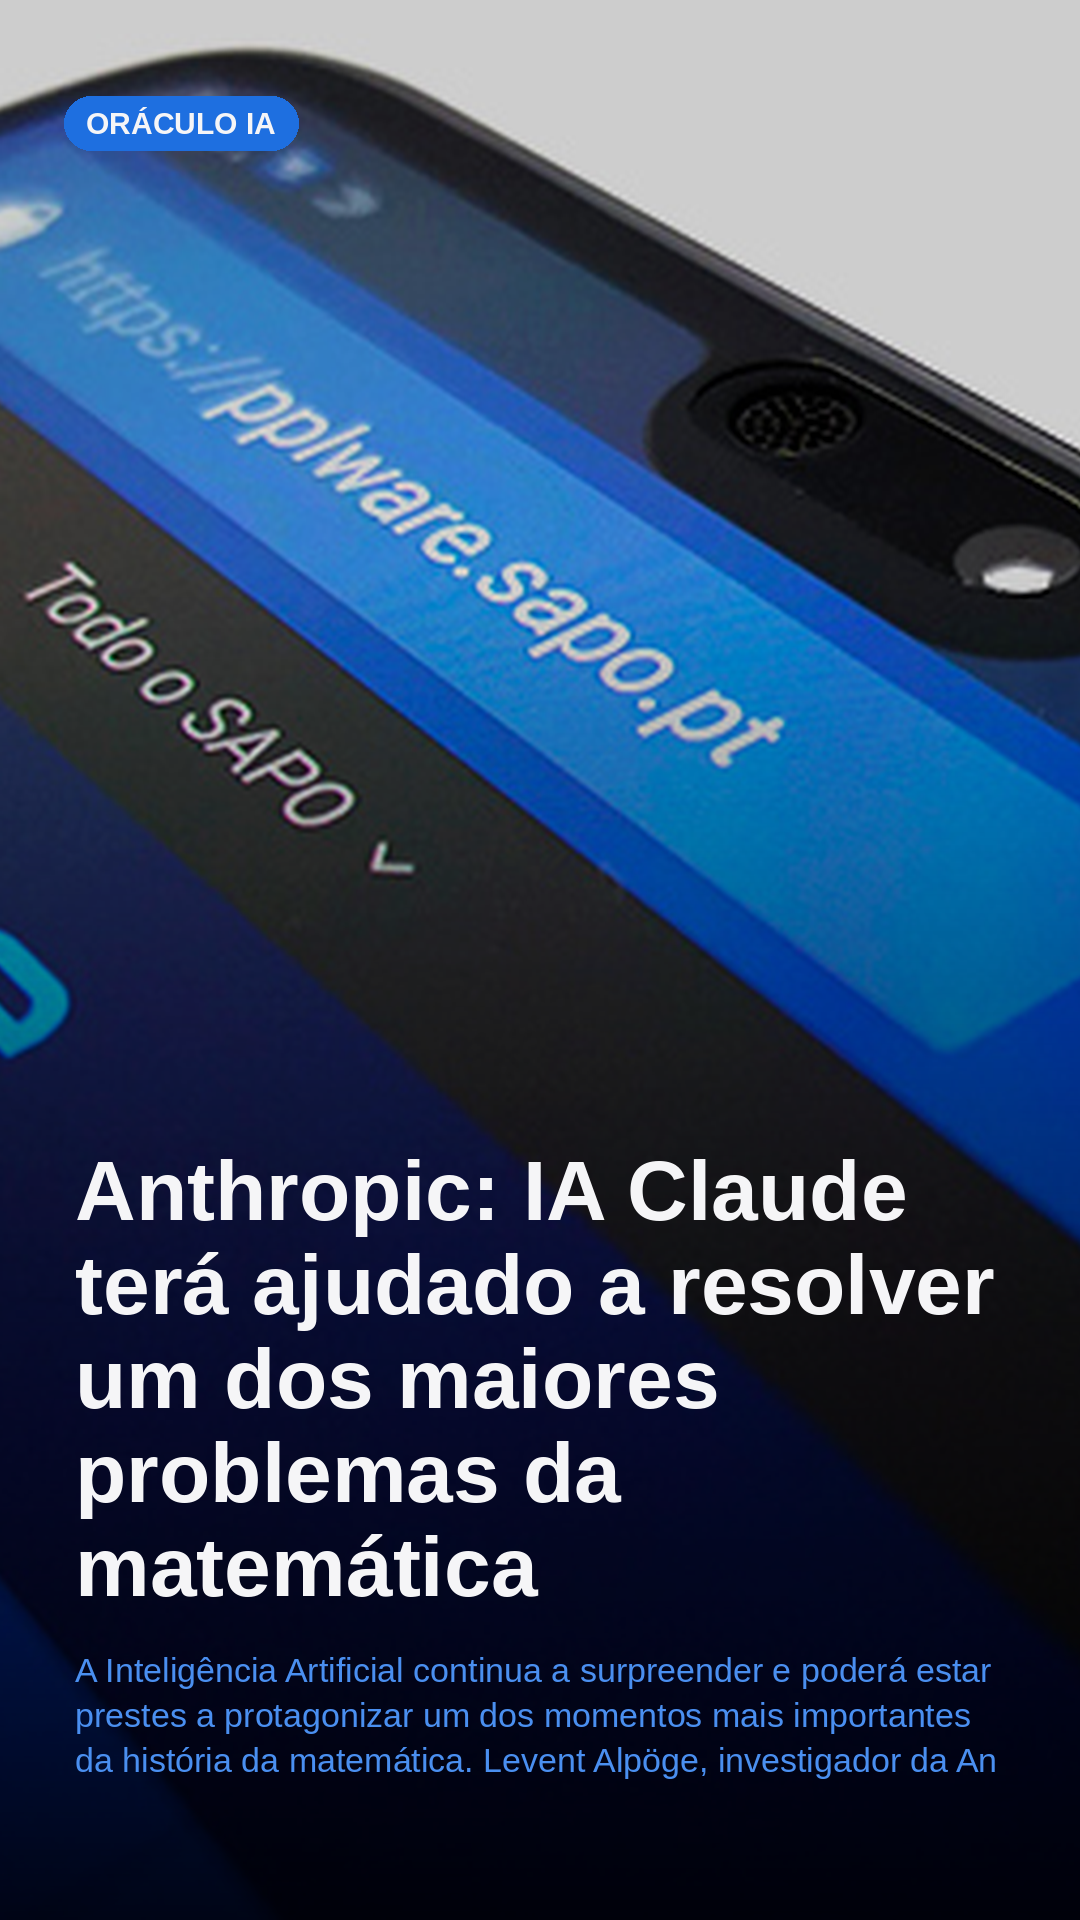 ORÁCULO IA
https://pplware.sapo.pt
Todo o SAPO
Anthropic: IA Claude
terá ajudado a resolver
um dos maiores
problemas da
matemática
A Inteligência Artificial continua a surpreender e poderá estar
prestes a protagonizar um dos momentos mais importantes
da história da matemática. Levent Alpöge, investigador da An